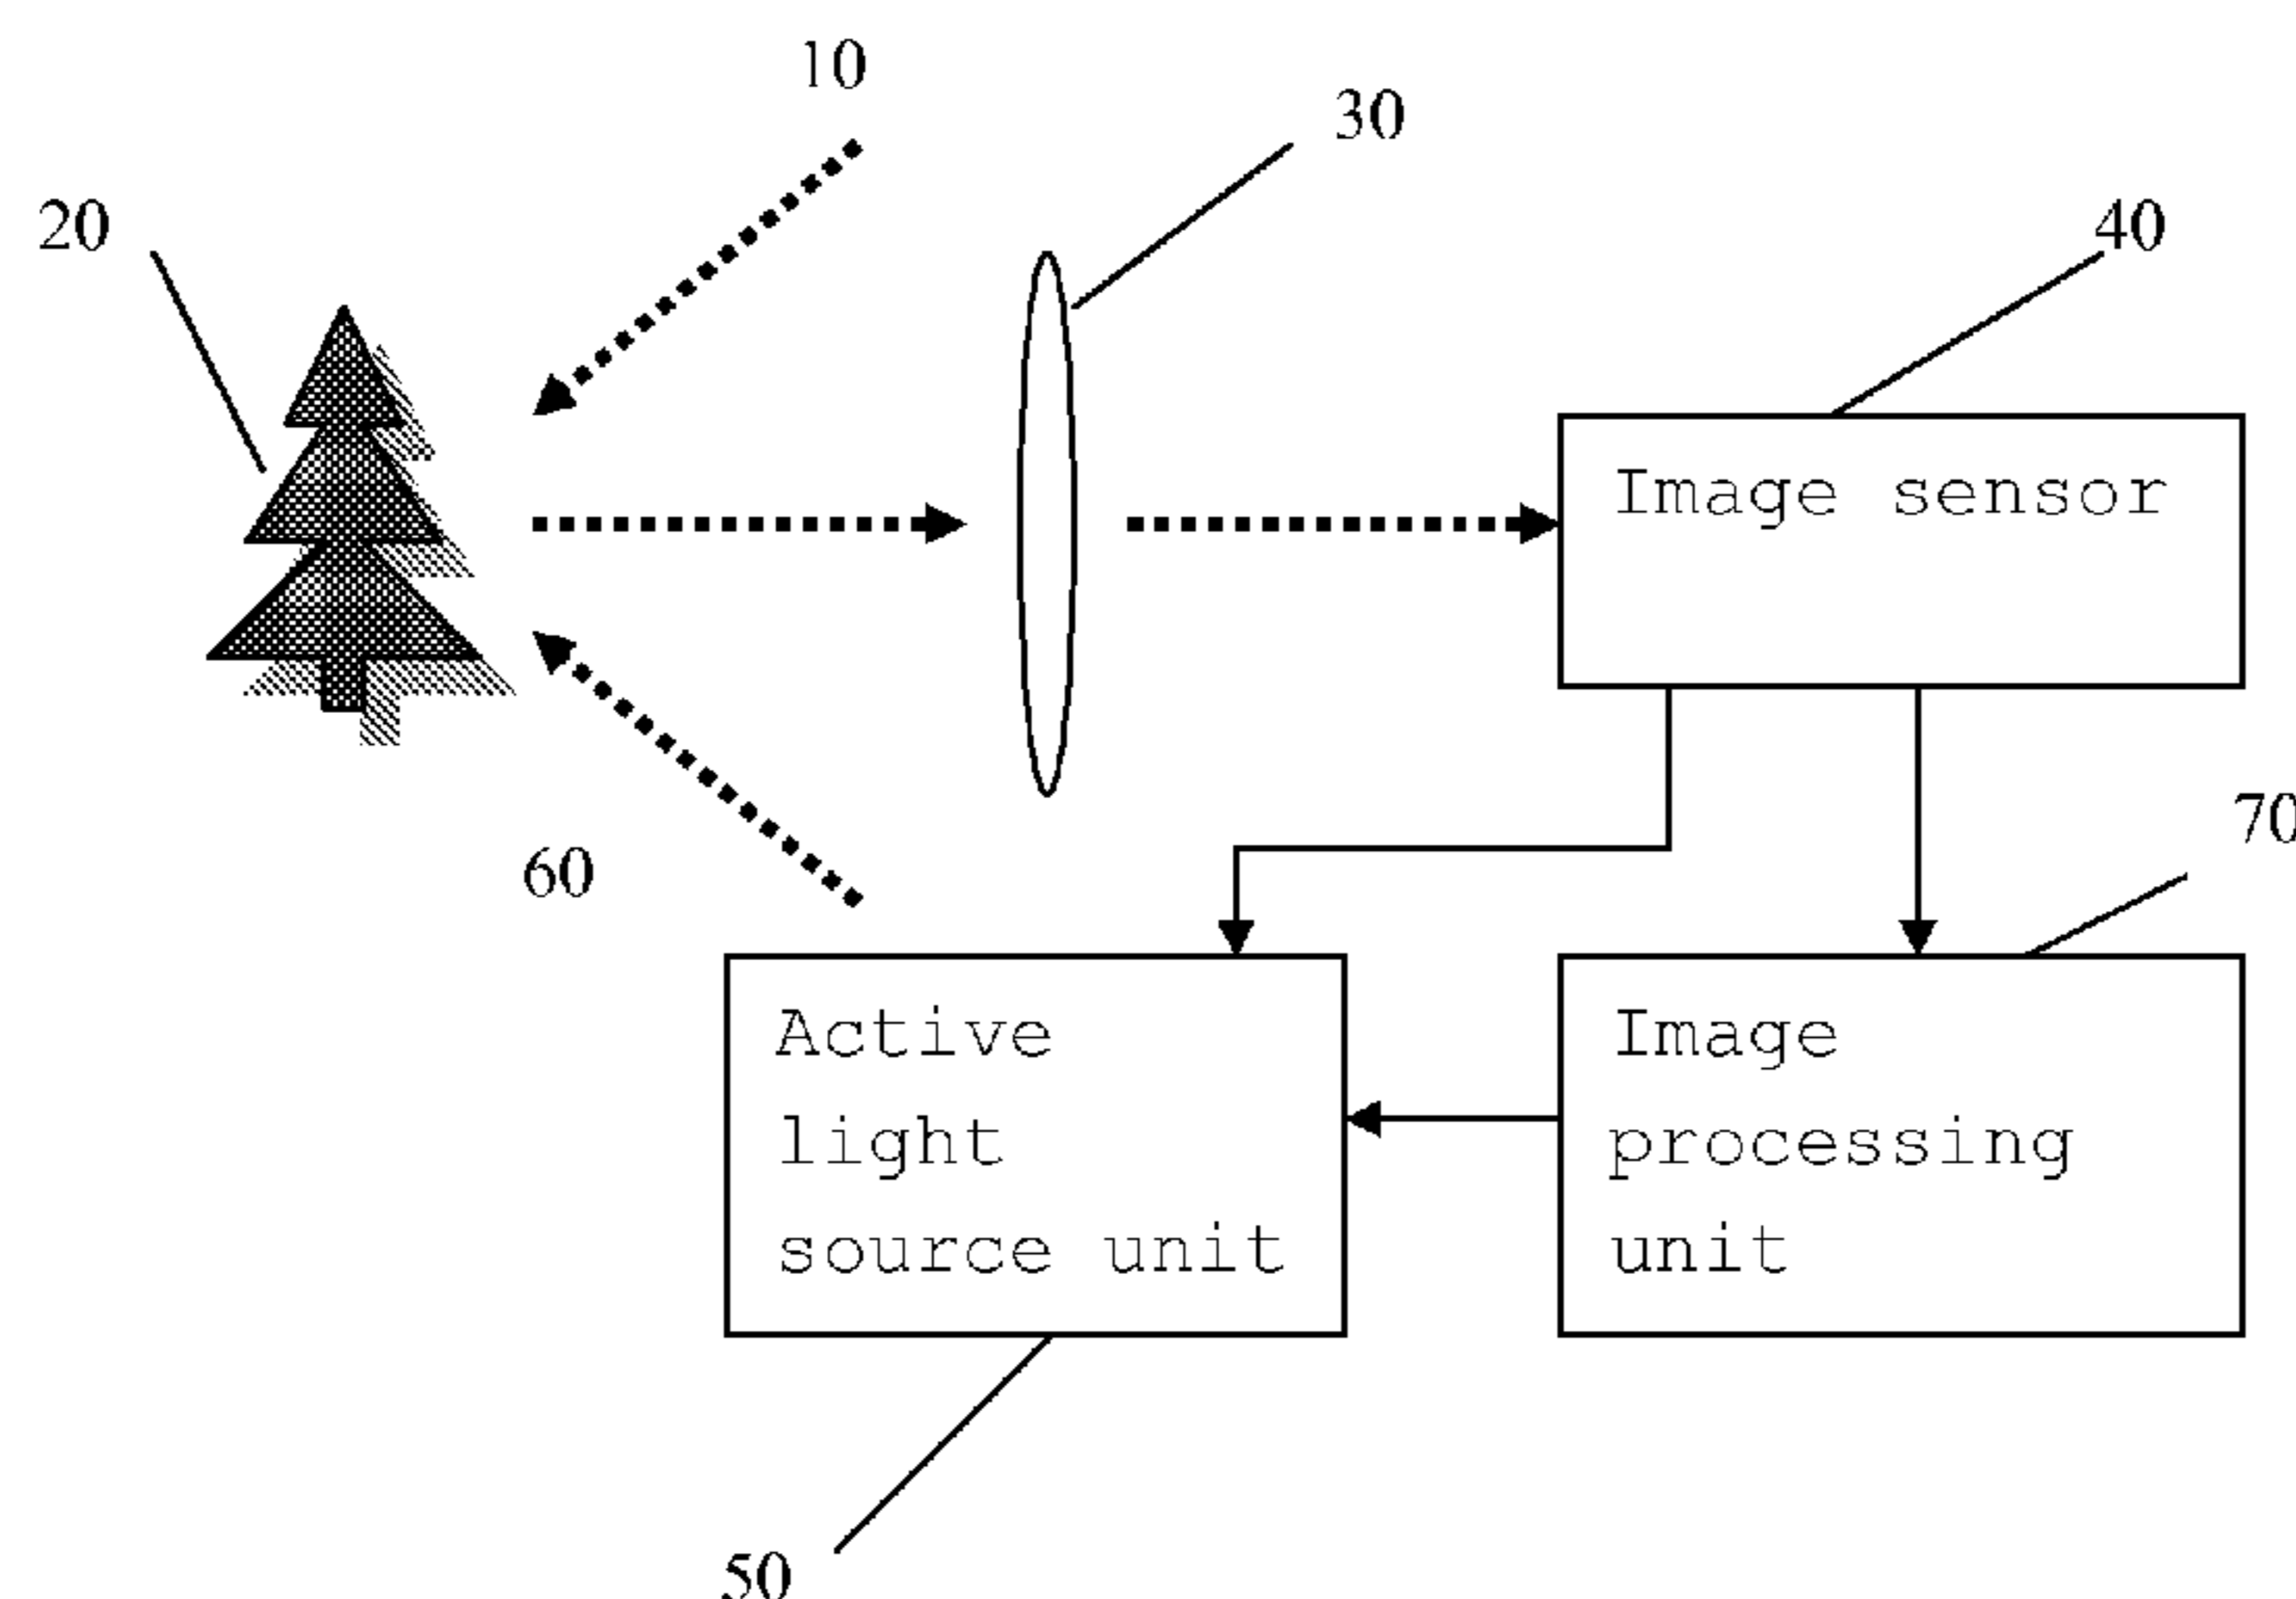 10
30
20
40
Image sensor
70
60
Active
light
source unit
Image
processing
unit
50